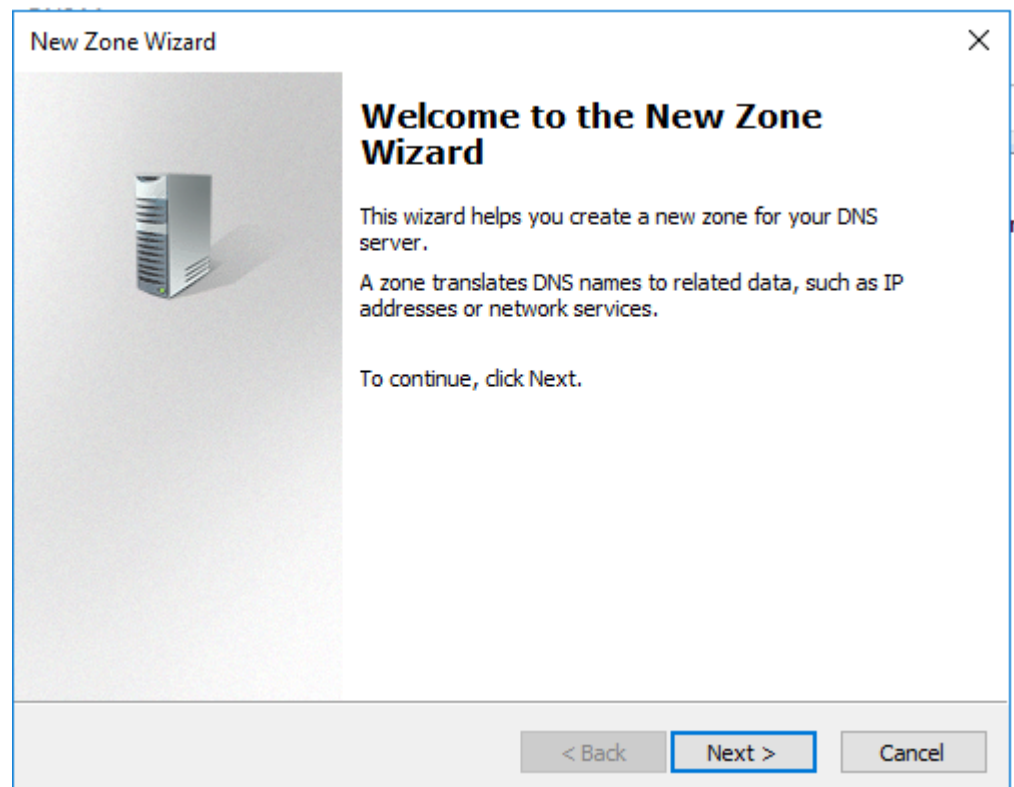 New Zone Wizard
Welcome to the New Zone
Wizard
This wizard helps you create a new zone for your DNS
server.
A zone translates DNS names to related data, such as IP
addresses or network services.
To continue, click Next.
< Back
Next >
Cancel